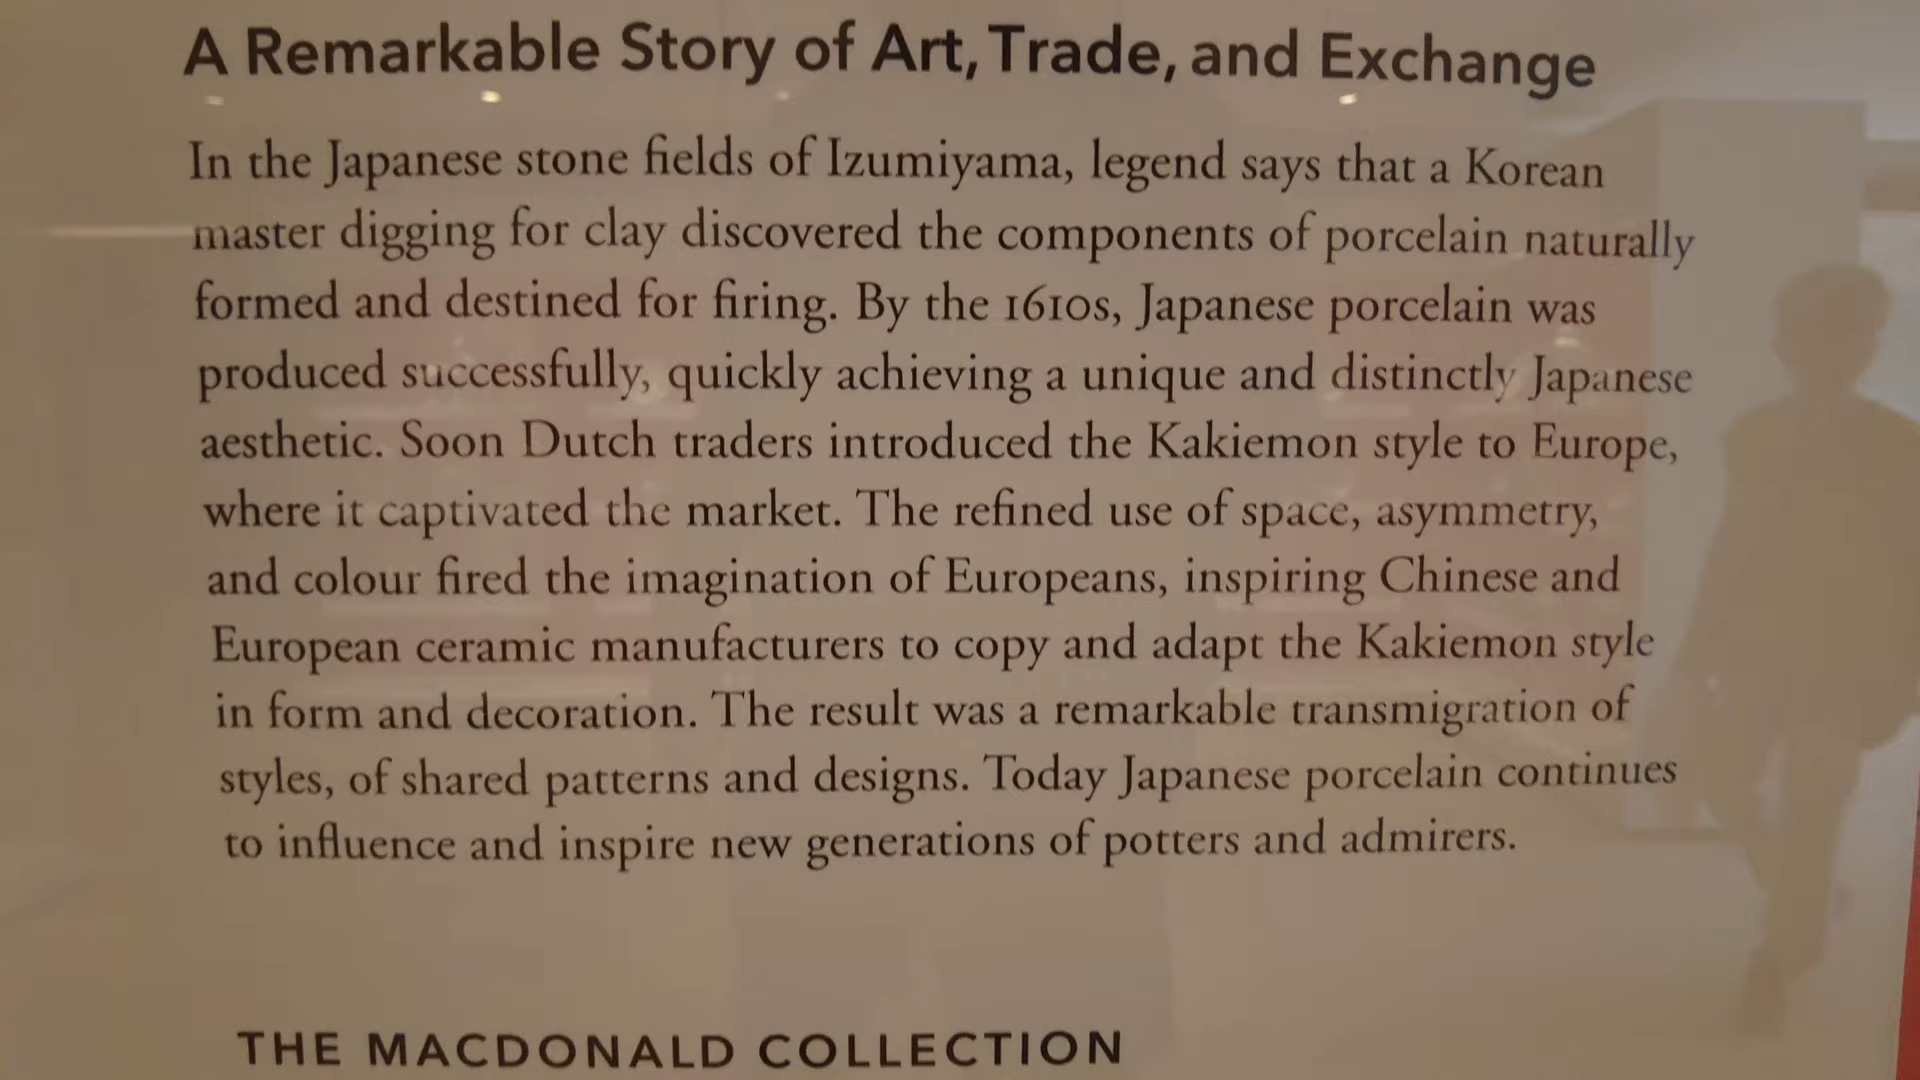 A Remarkable Story of Art, Trade, and Exchange
In the Japanese stone fields of Izumiyama, legend says that a Korean
master digging for clay discovered the components of porcelain naturally
formed and destined for firing. By the 1610s, Japanese porcelain was
produced successfully, quickly achieving a unique and distinctly Japanese
aesthetic. Soon Dutch traders introduced the Kakiemon style to Europe,
where it captivated the market. The refined use of space, asymmetry,
and colour fired the imagination of Europeans, inspiring Chinese and
European ceramic manufacturers to copy and adapt the Kakiemon style
in form and decoration. The result was a remarkable transmigration of
styles, of shared patterns and designs. Today Japanese porcelain continues
to influence and inspire new generations of potters and admirers.
THE MACDONALD COLLECTION